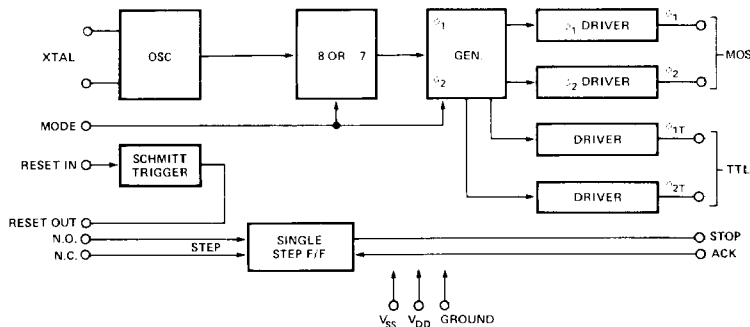 XTAL
OSC
8 OR 7
ϕ1
GEN.
ϕ2
ϕ1 DRIVER
ϕ1
ϕ2 DRIVER
ϕ2
MOS
MODE
DRIVER
ϕ1T
DRIVER
ϕ2T
TTL
RESET IN
SCHMITT
TRIGGER
RESET OUT
N.O.
N.C.
STEP
SINGLE
STEP F/F
STOP
ACK
VSS
VDD
GROUND